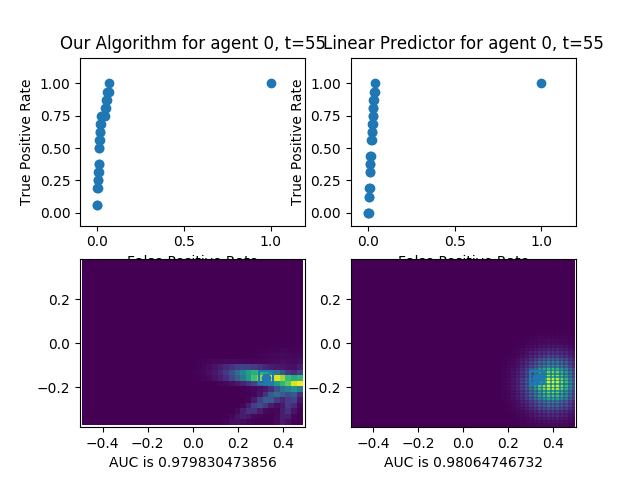 Our Algorithm for agent 0, t=55
Linear Predictor for agent 0, t=55
True Positive Rate
1.00
0.75
0.50
0.25
0.00
0.0 0.5 1.0
False Positive Rate
True Positive Rate
1.00
0.75
0.50
0.25
0.00
0.0 0.5 1.0
False Positive Rate
0.2
0.0
−0.2
−0.4 −0.2 0.0 0.2 0.4
AUC is 0.979830473856
0.2
0.0
−0.2
−0.4 −0.2 0.0 0.2 0.4
AUC is 0.98064746732